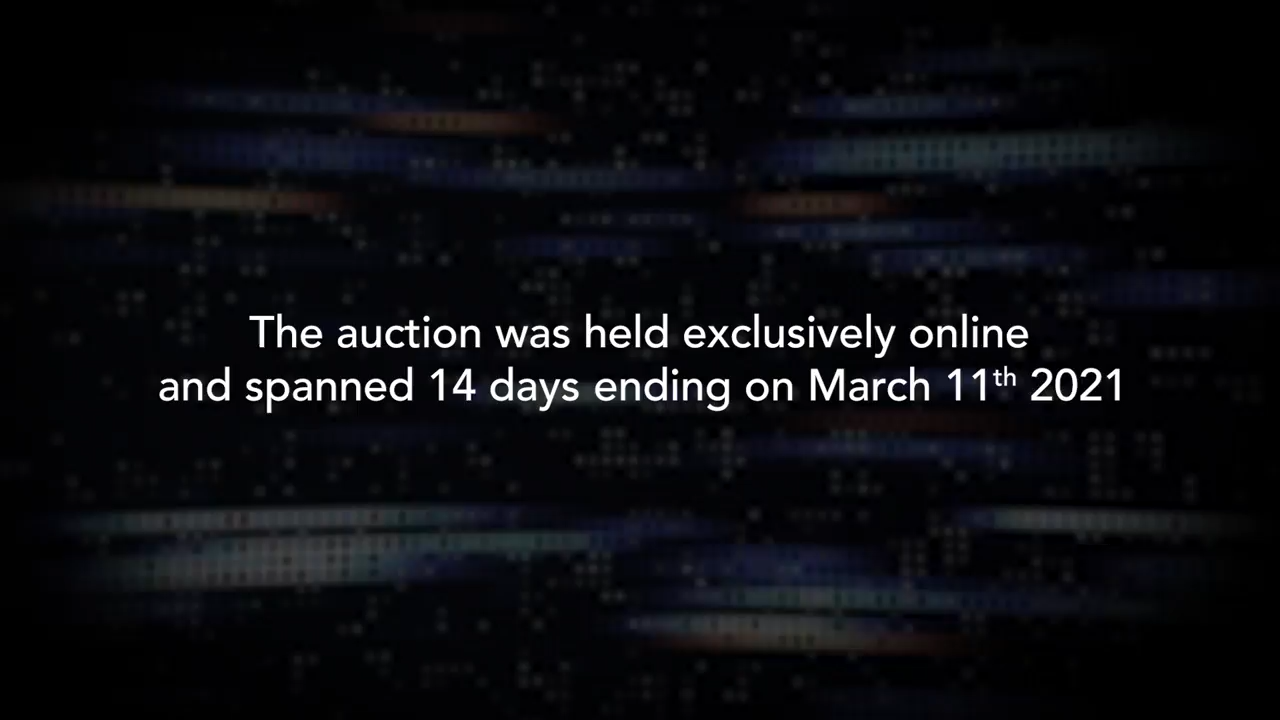 The auction was held exclusively online
and spanned 14 days ending on March 11th 2021